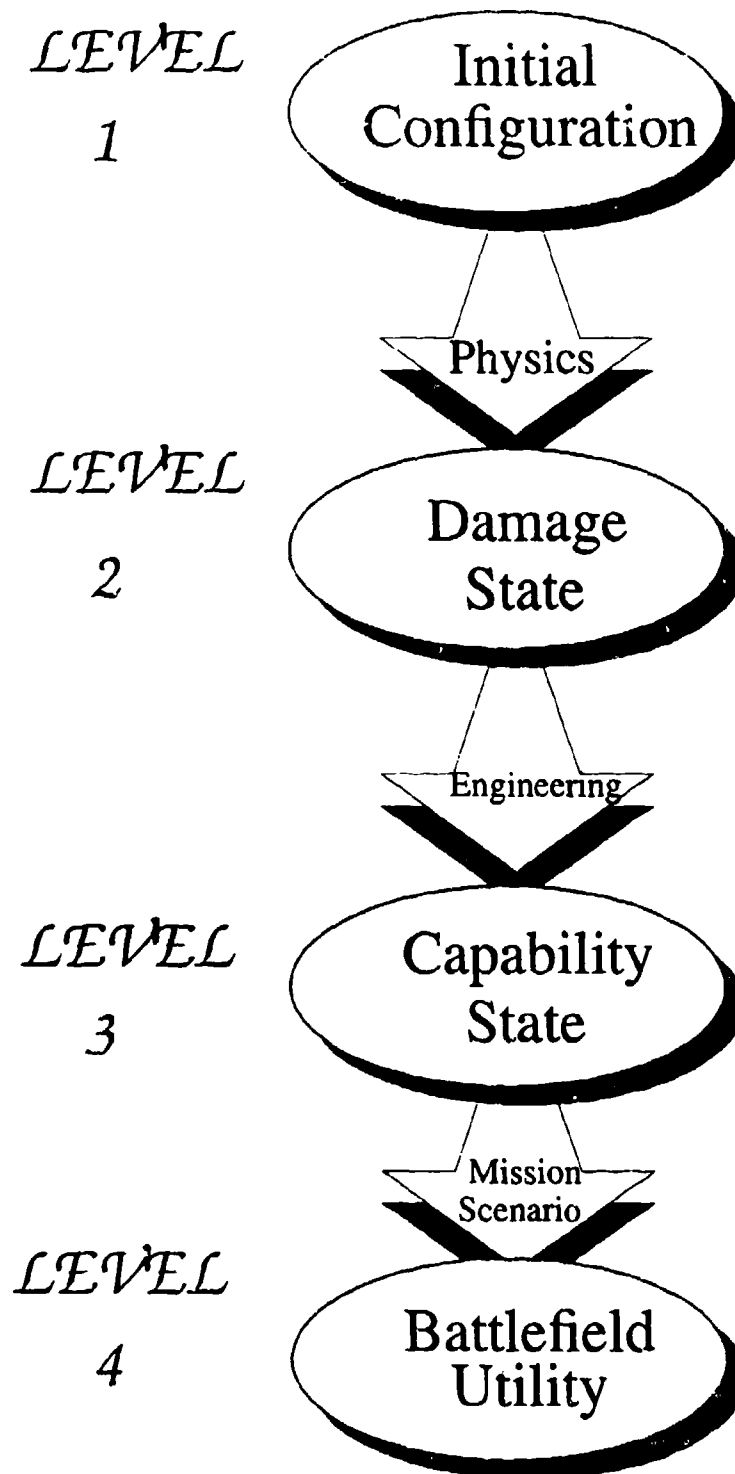 LEVEL
1
Initial
Configuration
Physics
LEVEL
2
Damage
State
Engineering
LEVEL
3
Capability
State
Mission
Scenario
LEVEL
4
Battlefield
Utility